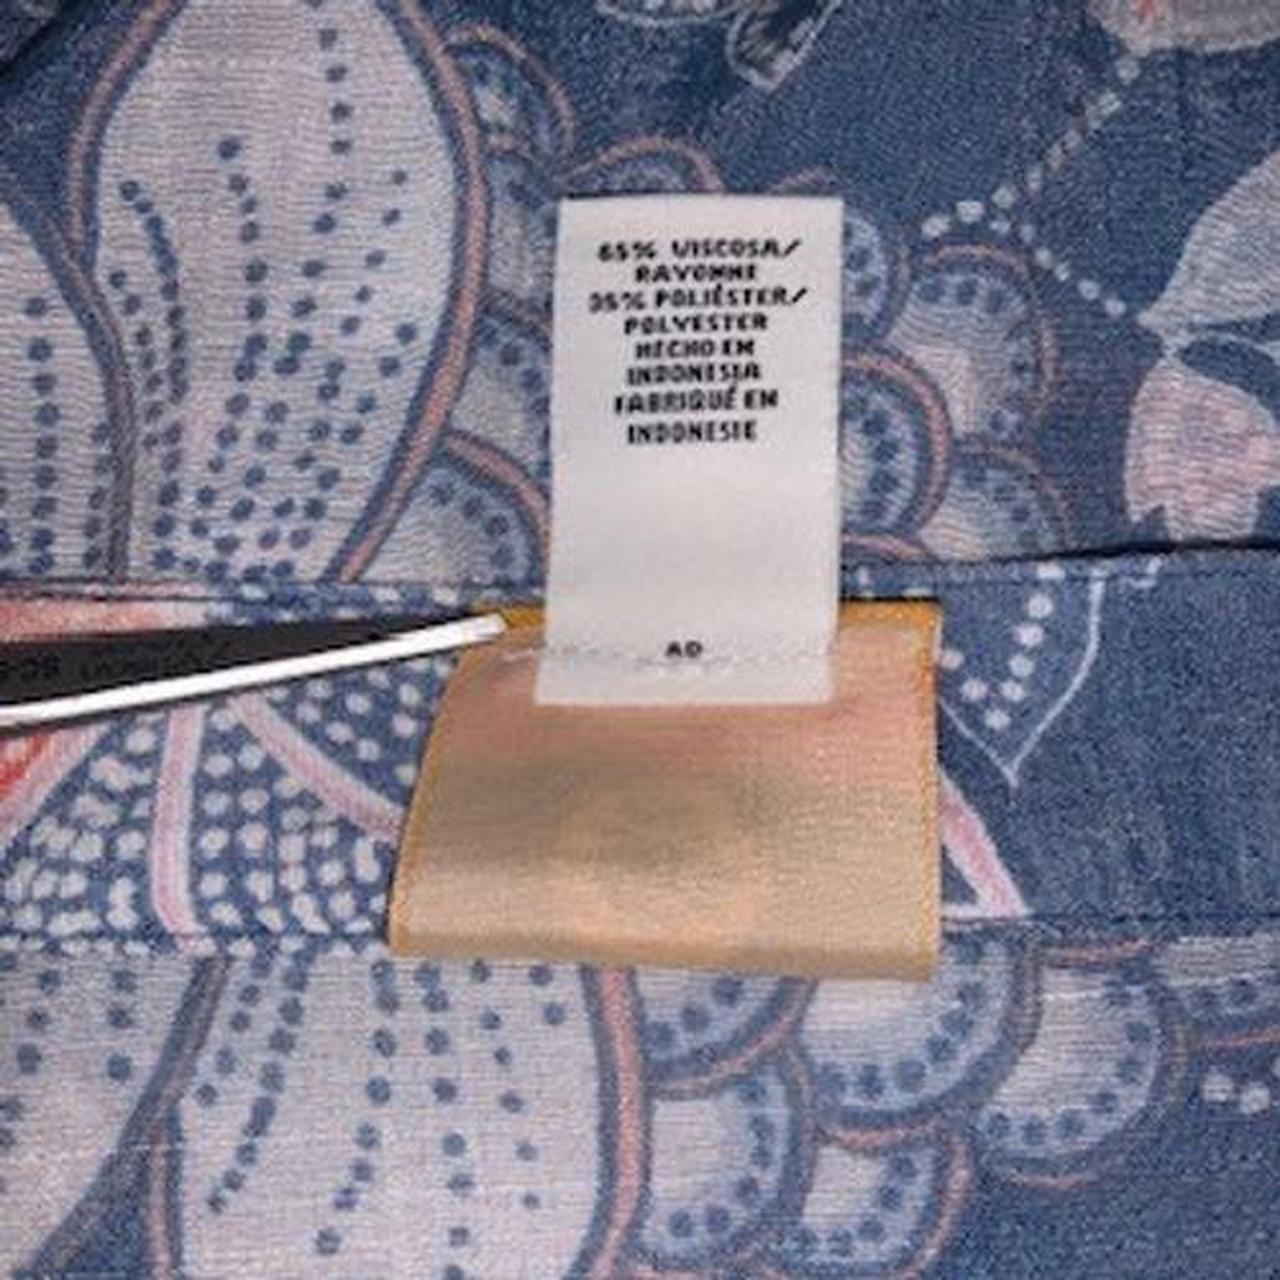 65% VISCOSA/
RAYONNE
35% POLIÉSTER/
POLYESTER
HECHO EN
INDONESIA
FABRIQUÉ EN
INDONESIE
AD